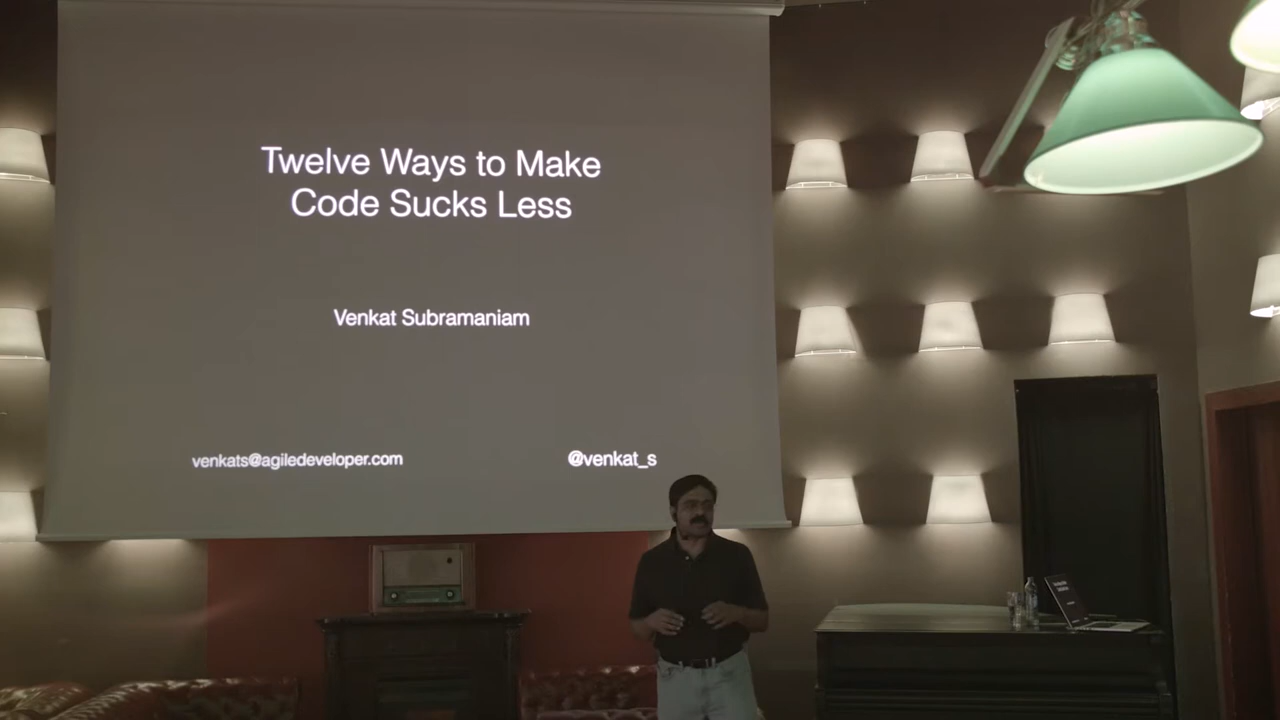 Twelve Ways to Make
Code Sucks Less
Venkat Subramaniam
venkats@agiledeveloper.com
@venkat_s